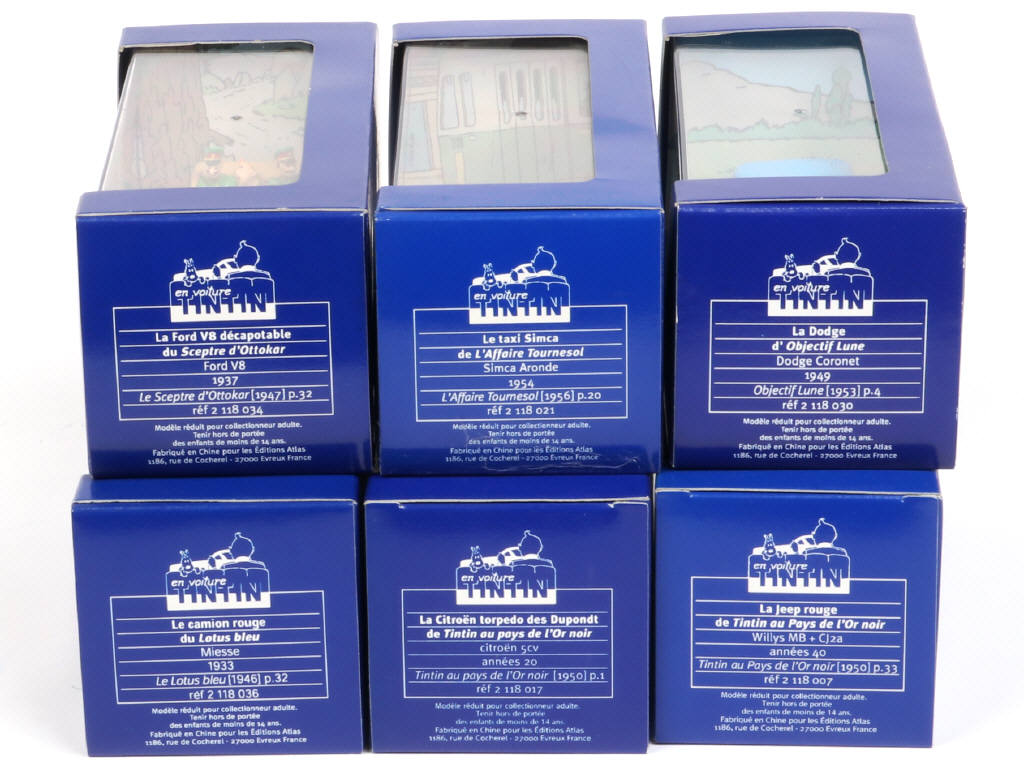 en voiture
TINTIN
La Ford V8 décapotable
du Sceptre d'Ottokar
Ford V8
1937
Le Sceptre d'Ottokar [1947] p.32
réf 2 118 034
Modèle réduit pour collectionneur adulte.
Tenir hors de portée
des enfants de moins de 14 ans.
Fabriqué en Chine pour les Éditions Atlas
1186, rue de Cocherel - 27000 Evreux France
en voiture
TINTIN
Le taxi Simca
de L'Affaire Tournesol
Simca Aronde
1954
L'Affaire Tournesol [1956] p.20
réf 2 118 021
Modèle réduit pour collectionneur adulte.
Tenir hors de portée
des enfants de moins de 14 ans.
Fabriqué en Chine pour les Éditions Atlas
1186, rue de Cocherel - 27000 Evreux France
en voiture
TINTIN
La Dodge
d' Objectif Lune
Dodge Coronet
1949
Objectif Lune [1953] p.4
réf 2 118 030
Modèle réduit pour collectionneur adulte.
Tenir hors de portée
des enfants de moins de 14 ans.
Fabriqué en Chine pour les Éditions Atlas
1186, rue de Cocherel - 27000 Evreux France
en voiture
TINTIN
Le camion rouge
du Lotus bleu
Miesse
1933
Le Lotus bleu [1946] p.32
réf 2 118 036
Modèle réduit pour collectionneur adulte.
Tenir hors de portée
des enfants de moins de 14 ans.
Fabriqué en Chine pour les Éditions Atlas
1186, rue de Cocherel - 27000 Evreux France
en voiture
TINTIN
La Citroën torpedo des Dupondt
de Tintin au pays de l'Or noir
citroën 5cv
années 20
Tintin au pays de l'Or noir [1950] p.1
réf 2 118 017
Modèle réduit pour collectionneur adulte.
Tenir hors de portée
des enfants de moins de 14 ans.
Fabriqué en Chine pour les Éditions Atlas
1186, rue de Cocherel - 27000 Evreux France
en voiture
TINTIN
La Jeep rouge
de Tintin au Pays de l'Or noir
Willys MB + CJ2a
années 40
Tintin au Pays de l'Or noir [1950] p.33
réf 2 118 007
Modèle réduit pour collectionneur adulte.
Tenir hors de portée
des enfants de moins de 14 ans.
Fabriqué en Chine pour les Éditions Atlas
1186, rue de Cocherel - 27000 Evreux France